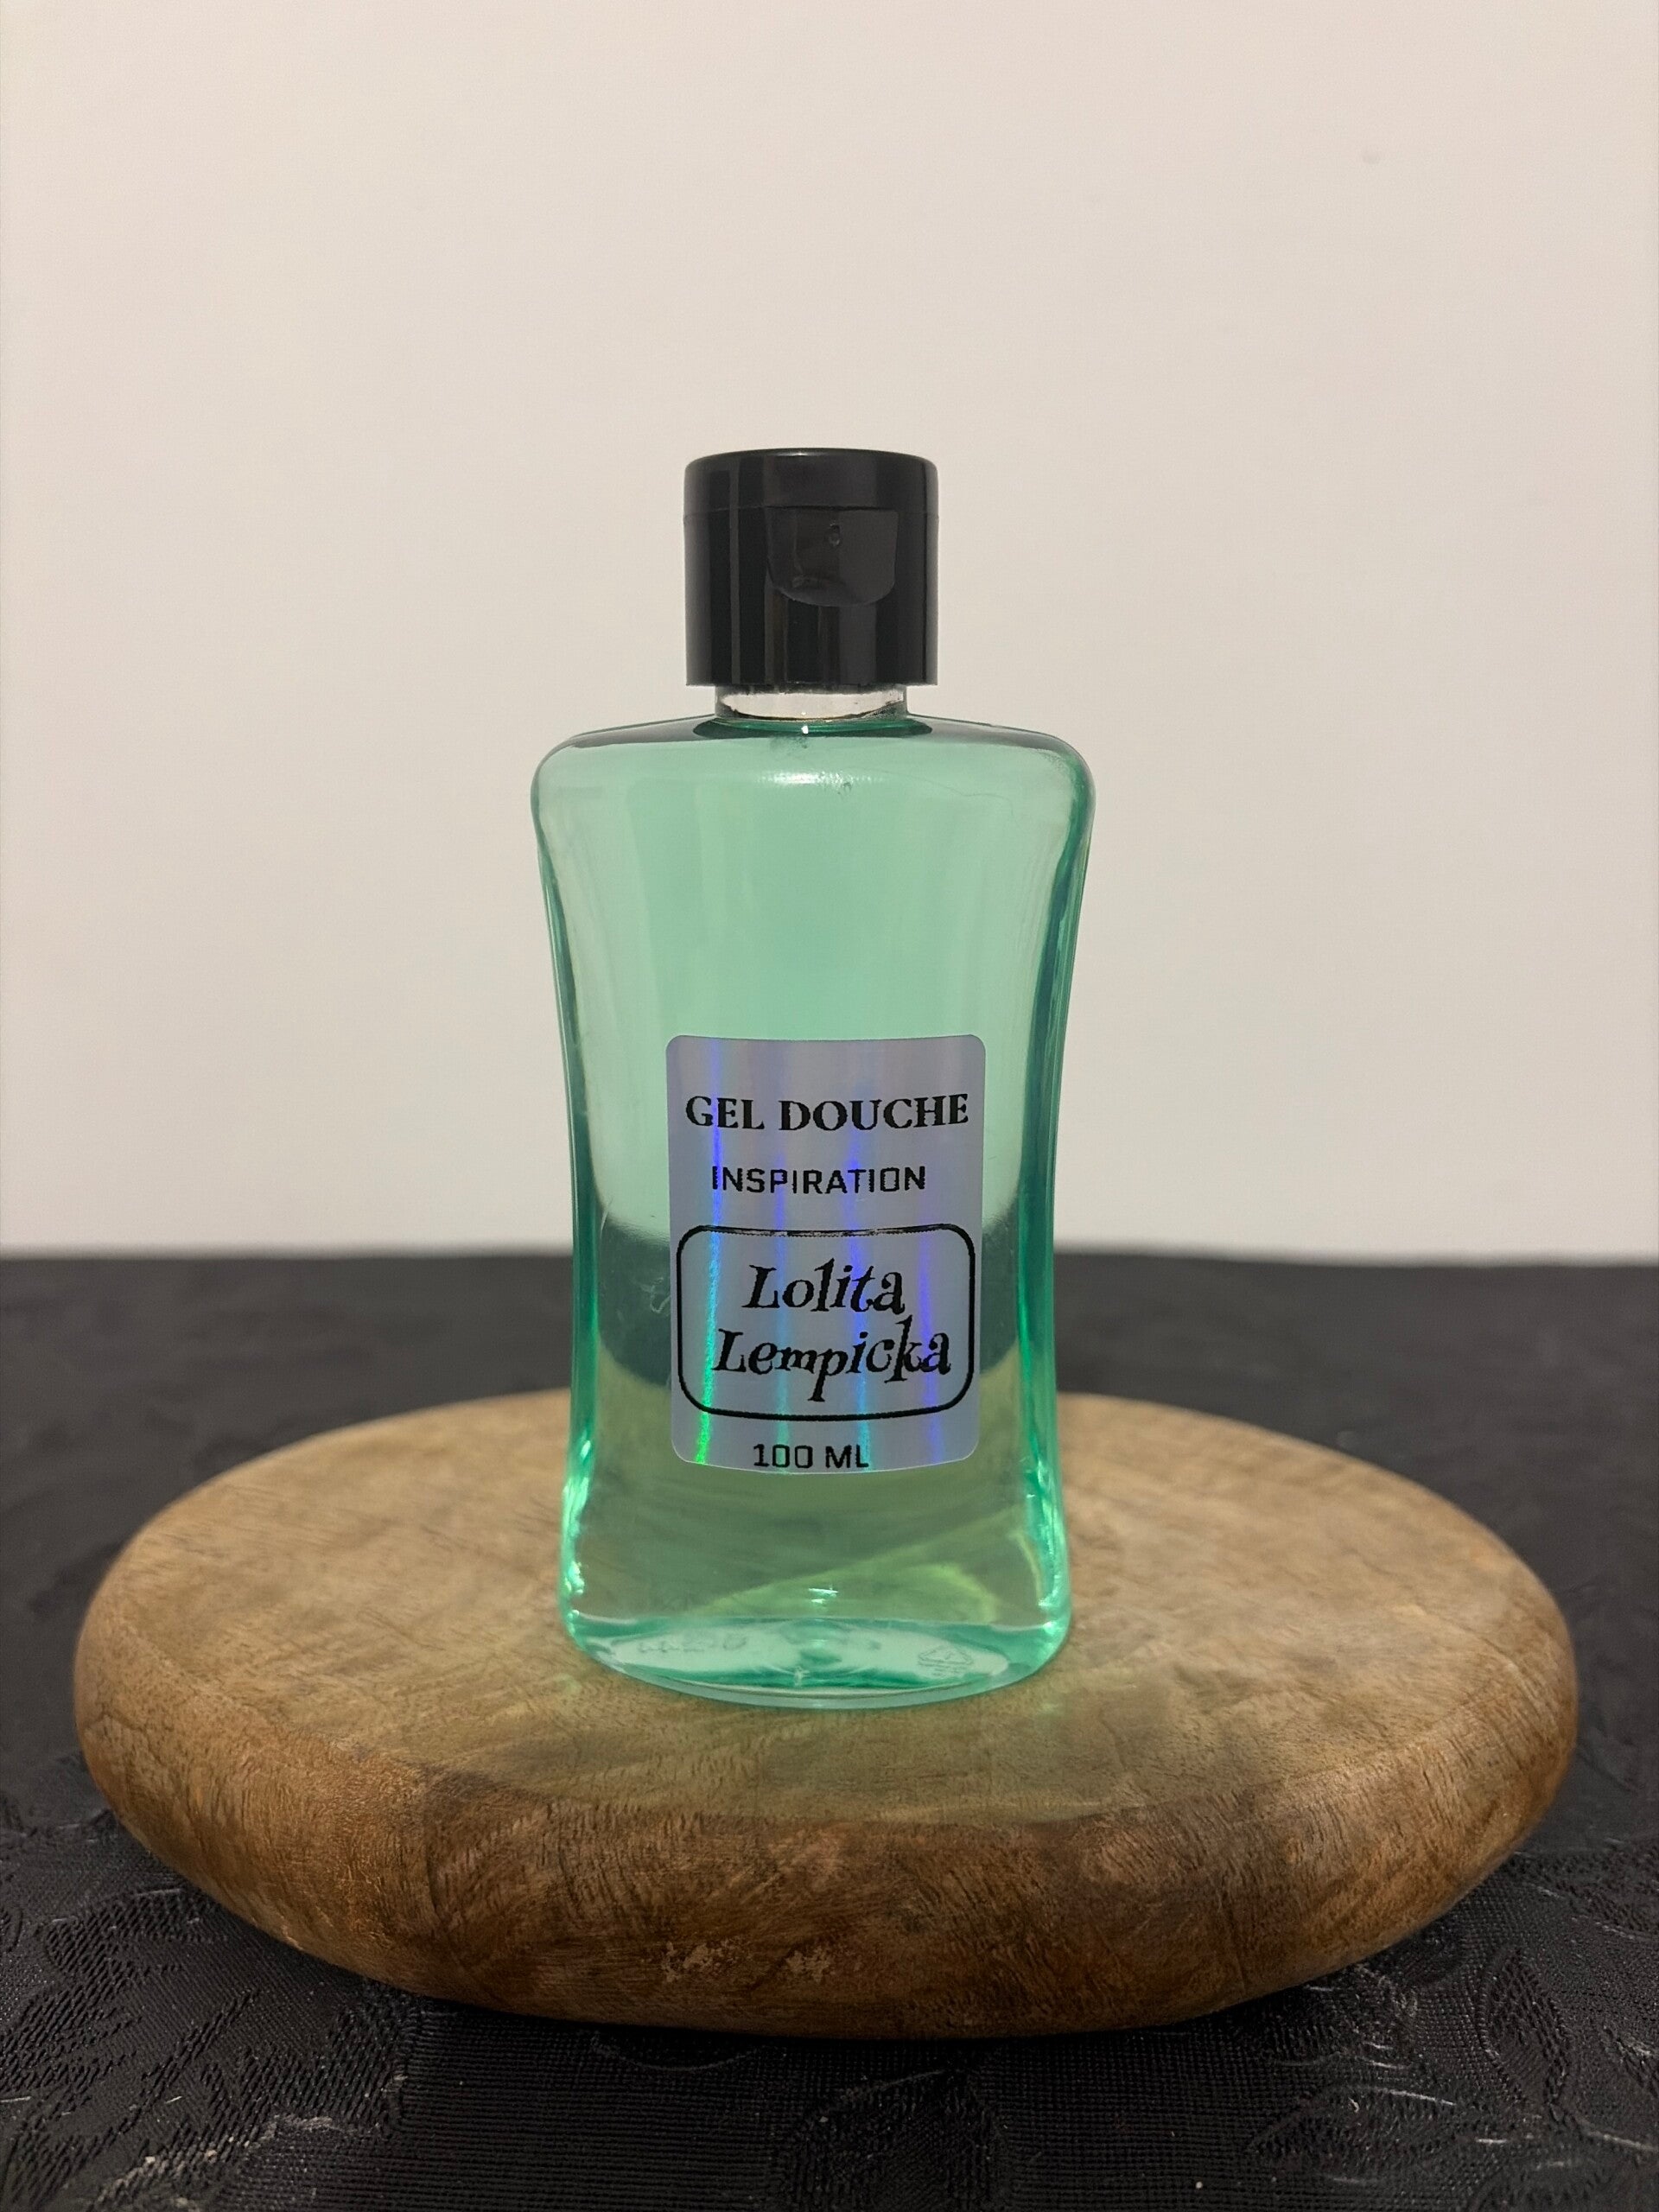 GEL DOUCHE
INSPIRATION
Lolita
Lempicka
100 ML